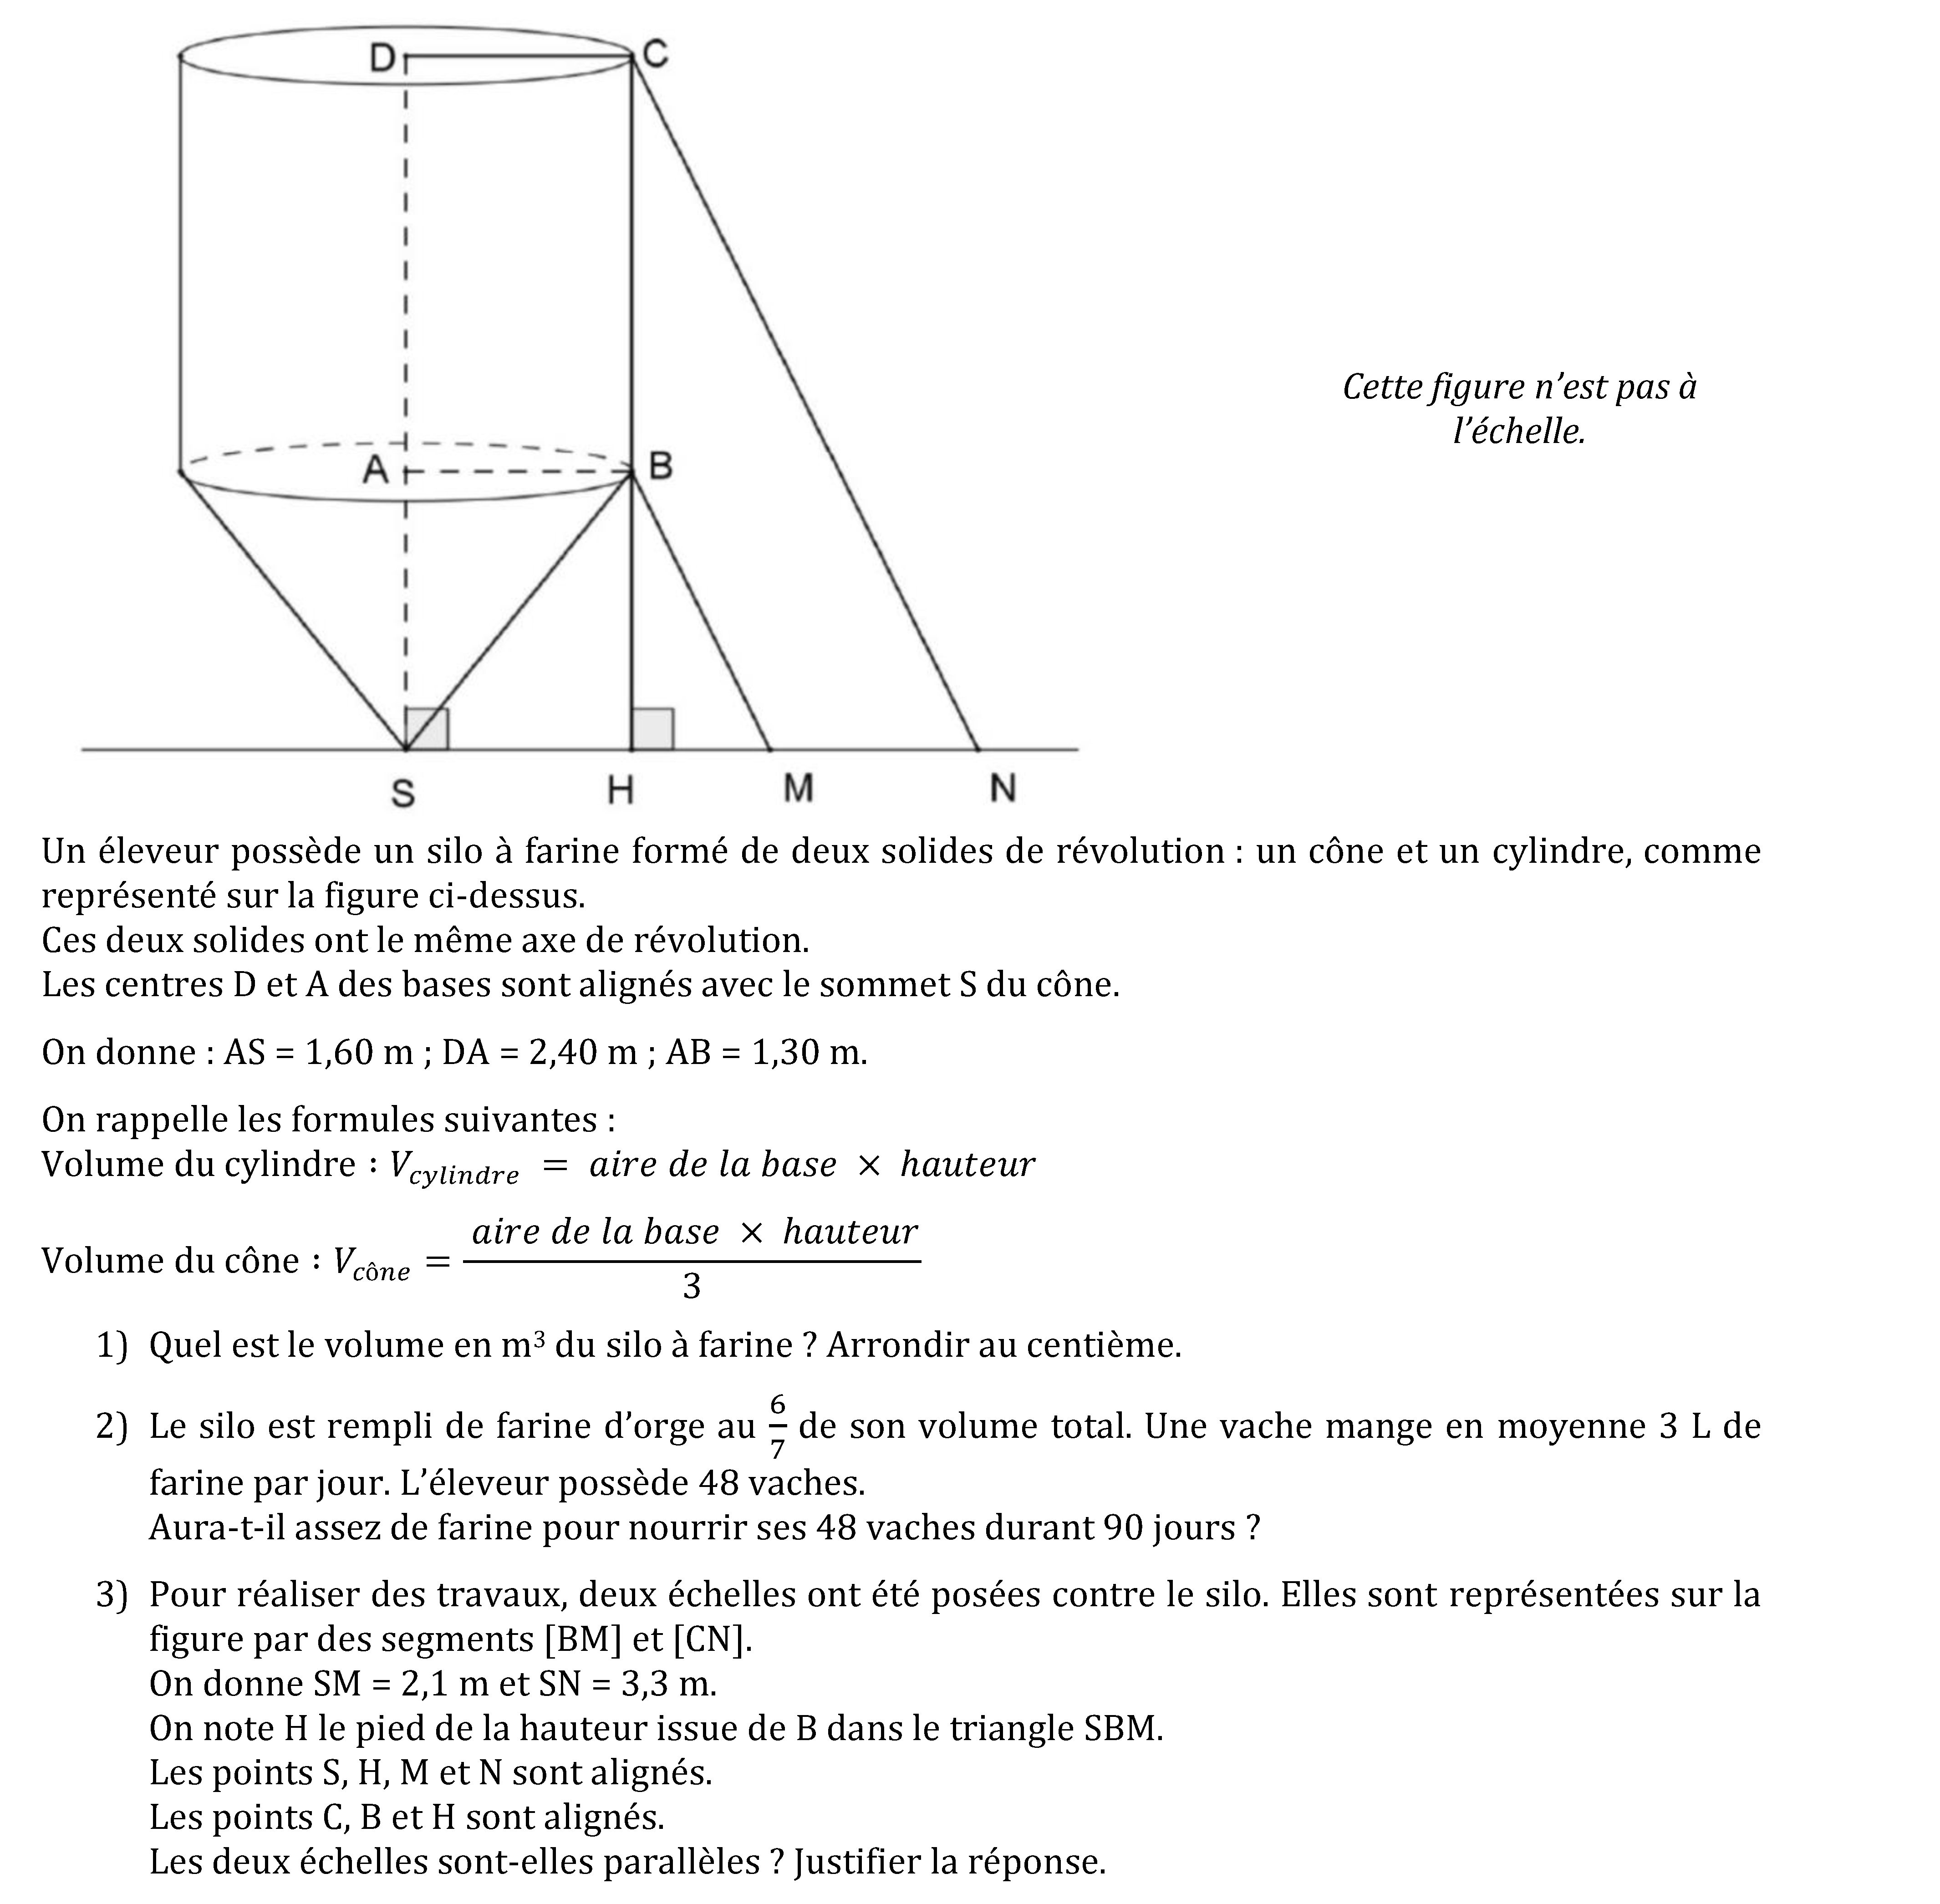 D
C
Cette figure n’est pas à
l’échelle.
A
B
S
H
M
N
Un éleveur possède un silo à farine formé de deux solides de révolution : un cône et un cylindre, comme
représenté sur la figure ci-dessus.
Ces deux solides ont le même axe de révolution.
Les centres D et A des bases sont alignés avec le sommet S du cône.
On donne : AS = 1,60 m ; DA = 2,40 m ; AB = 1,30 m.
On rappelle les formules suivantes :
Volume du cylindre : V_cylindre = aire de la base × hauteur
Volume du cône : V_cône = (aire de la base × hauteur)/3
1) Quel est le volume en m³ du silo à farine ? Arrondir au centième.
2) Le silo est rempli de farine d’orge au 6/7 de son volume total. Une vache mange en moyenne 3 L de
farine par jour. L’éleveur possède 48 vaches.
Aura-t-il assez de farine pour nourrir ses 48 vaches durant 90 jours ?
3) Pour réaliser des travaux, deux échelles ont été posées contre le silo. Elles sont représentées sur la
figure par des segments [BM] et [CN].
On donne SM = 2,1 m et SN = 3,3 m.
On note H le pied de la hauteur issue de B dans le triangle SBM.
Les points S, H, M et N sont alignés.
Les points C, B et H sont alignés.
Les deux échelles sont-elles parallèles ? Justifier la réponse.